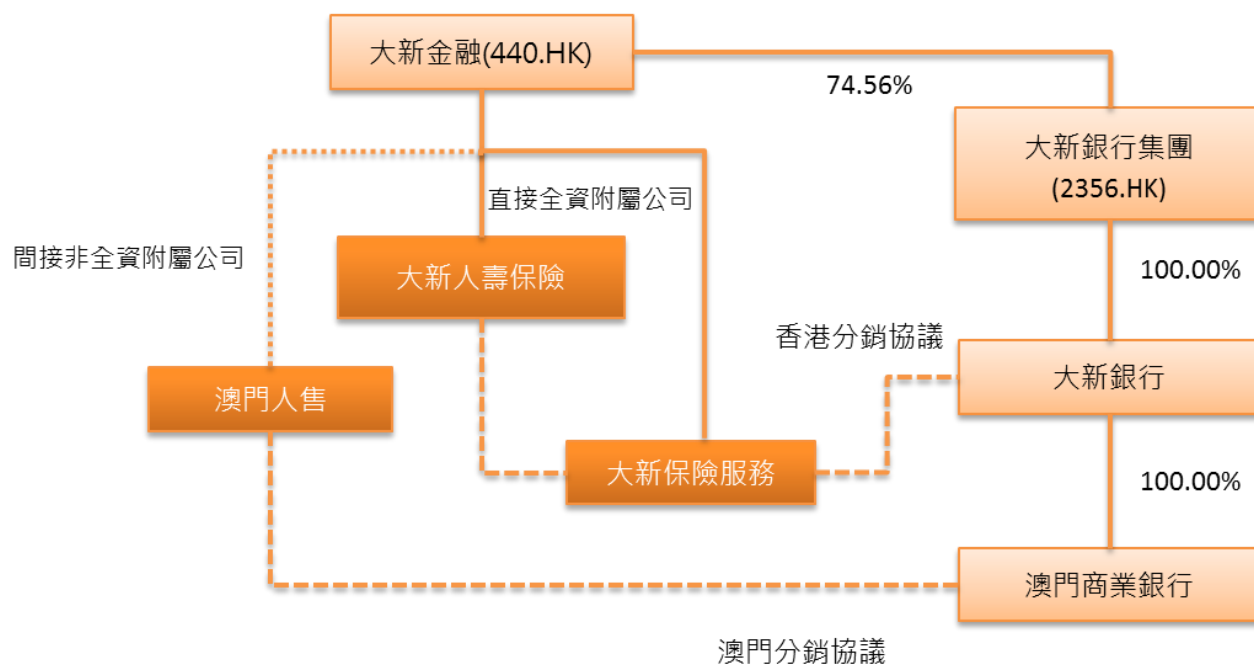 大新金融(440.HK)
74.56%
大新銀行集團
(2356.HK)
直接全資附屬公司
間接非全資附屬公司
大新人壽保險
100.00%
香港分銷協議
大新銀行
澳門人售
大新保險服務
100.00%
澳門商業銀行
澳門分銷協議